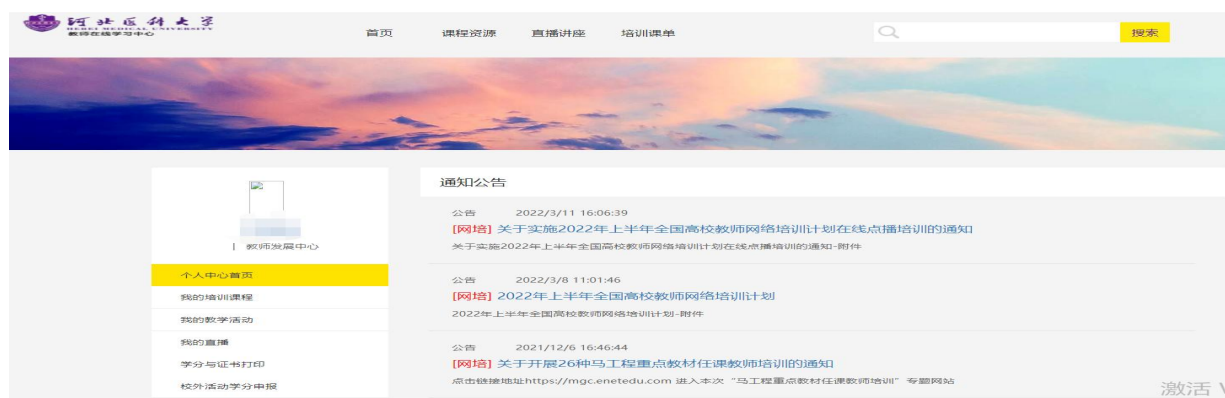 河北医科大学
HEBEI MEDICAL UNIVERSITY
教师在线学习中心
首页 课程资源 直播讲座 培训课单 搜索
通知公告
公告 2022/3/11 16:06:39
[网培] 关于实施2022年上半年全国高校教师网络培训计划在线点播培训的通知
关于实施2022年上半年全国高校教师网络培训计划在线点播培训的通知-附件
| 教师发展中心
个人中心首页
我的培训课程
我的教学活动
我的直播
学分与证书打印
校外活动学分申报
公告 2022/3/8 11:01:46
[网培] 2022年上半年全国高校教师网络培训计划
2022年上半年全国高校教师网络培训计划-附件
公告 2021/12/6 16:46:44
[网培] 关于开展26种马工程重点教材任课教师培训的通知
点击链接地址https://mgc.enetedu.com 进入本次“马工程重点教材任课教师培训”专题网站
激活